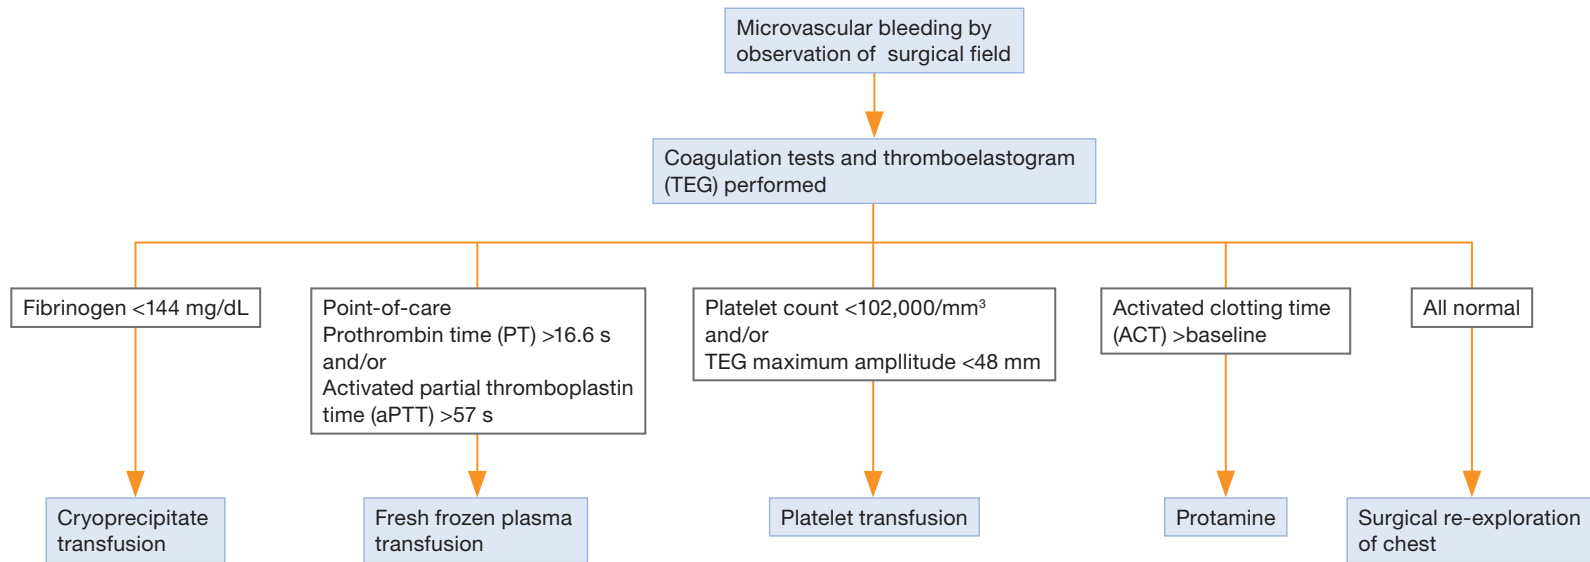 Microvascular bleeding by
observation of surgical field
Coagulation tests and thromboelastogram
(TEG) performed
Fibrinogen <144 mg/dL
Point-of-care
Prothrombin time (PT) >16.6 s
and/or
Activated partial thromboplastin
time (aPTT) >57 s
Platelet count <102,000/mm³
and/or
TEG maximum ampllitude <48 mm
Activated clotting time
(ACT) >baseline
All normal
Cryoprecipitate
transfusion
Fresh frozen plasma
transfusion
Platelet transfusion
Protamine
Surgical re-exploration
of chest